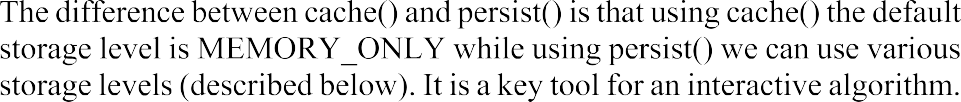 The difference between cache() and persist() is that using cache() the default
storage level is MEMORY_ONLY while using persist() we can use various
storage levels (described below). It is a key tool for an interactive algorithm.